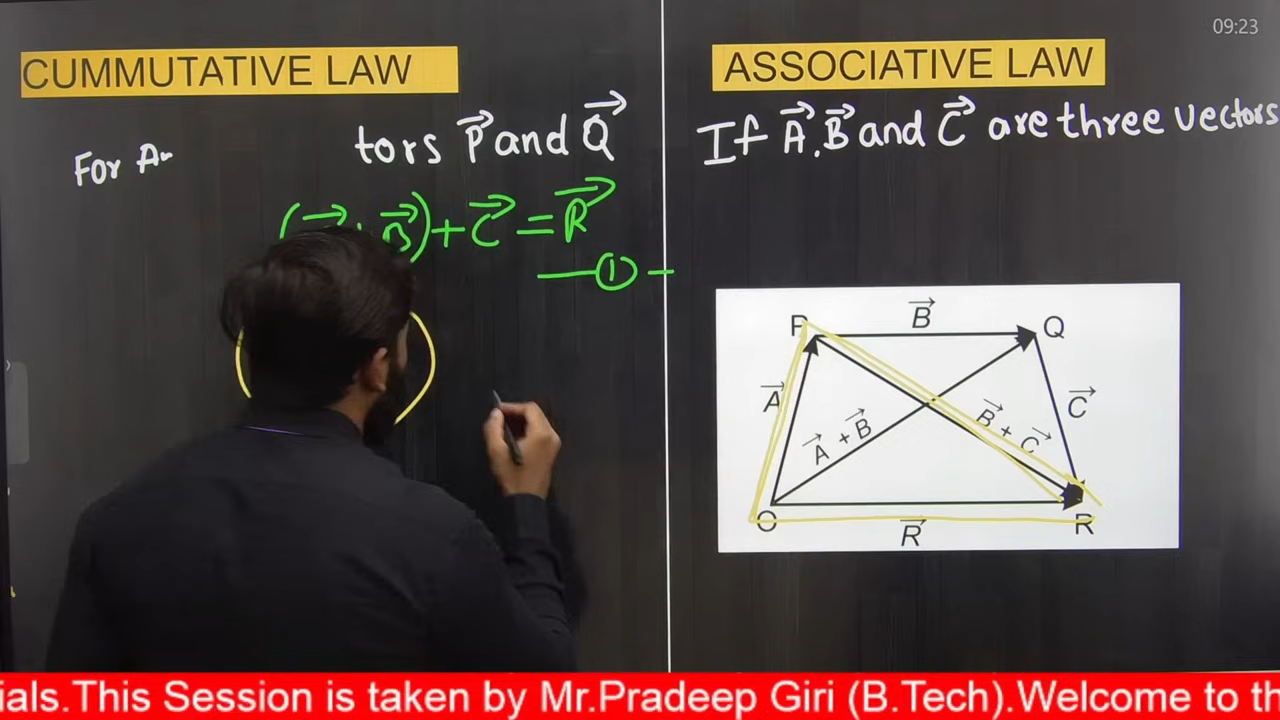 09:23
CUMMUTATIVE LAW
For An
tors P⃗ and Q⃗
B⃗) + C⃗ = R⃗
①
ASSOCIATIVE LAW
If A⃗, B⃗ and C⃗ are three vectors
P B⃗ Q
A⃗ A⃗ + B⃗ B⃗ + C⃗ C⃗
O R⃗ R
ials.This Session is taken by Mr.Pradeep Giri (B.Tech).Welcome to th